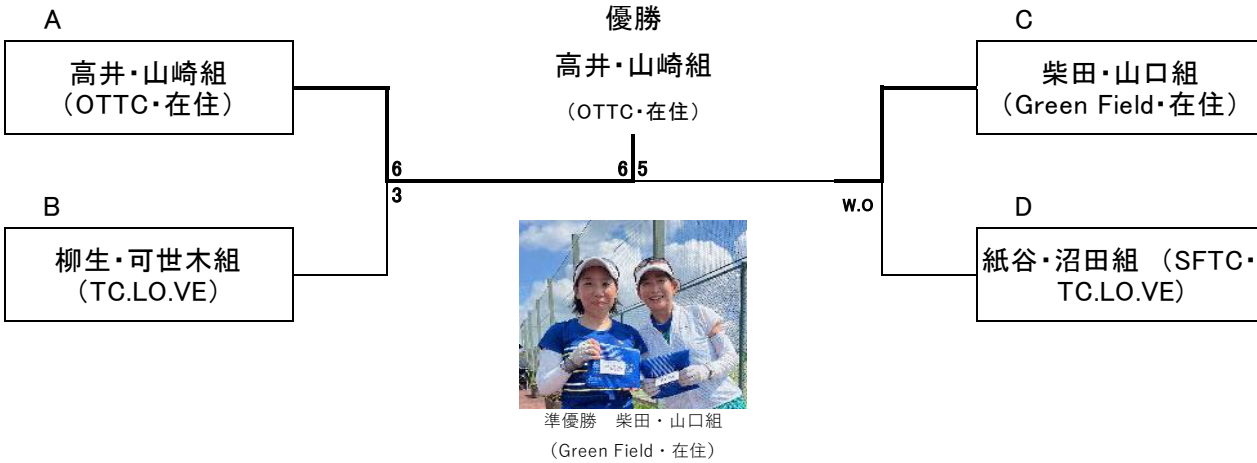 A
高井・山崎組
（OTTC・在住）
B
柳生・可世木組
（TC.LO.VE）
6
3
優勝
高井・山崎組
（OTTC・在住）
6 5
C
柴田・山口組
（Green Field・在住）
W.O
D
紙谷・沼田組 （SFTC・
TC.LO.VE）
準優勝　柴田・山口組
（Green Field・在住）